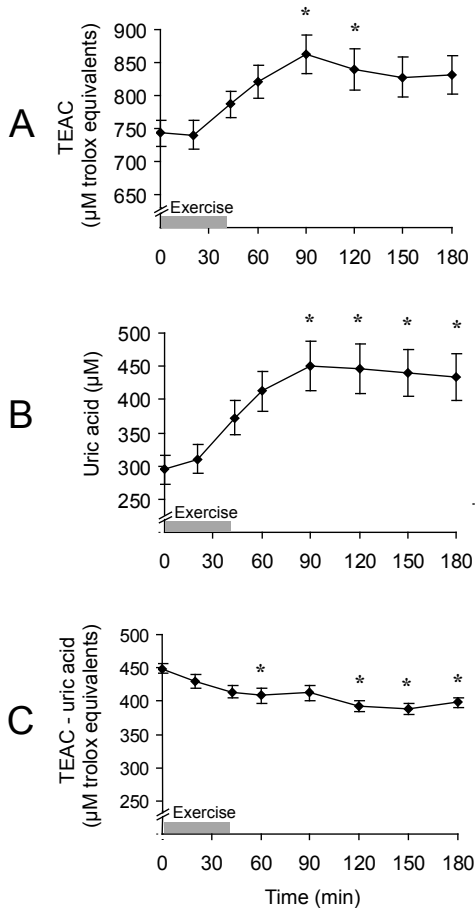 A
TEAC
(µM trolox equivalents)
900
850
800
750
700
650
* *
Exercise
0 30 60 90 120 150 180
B
Uric acid (µM)
500
450
400
350
300
250
* * * *
Exercise
0 30 60 90 120 150 180
C
TEAC - uric acid
(µM trolox equivalents)
500
450
400
350
300
250
* * * *
Exercise
0 30 60 90 120 150 180
Time (min)